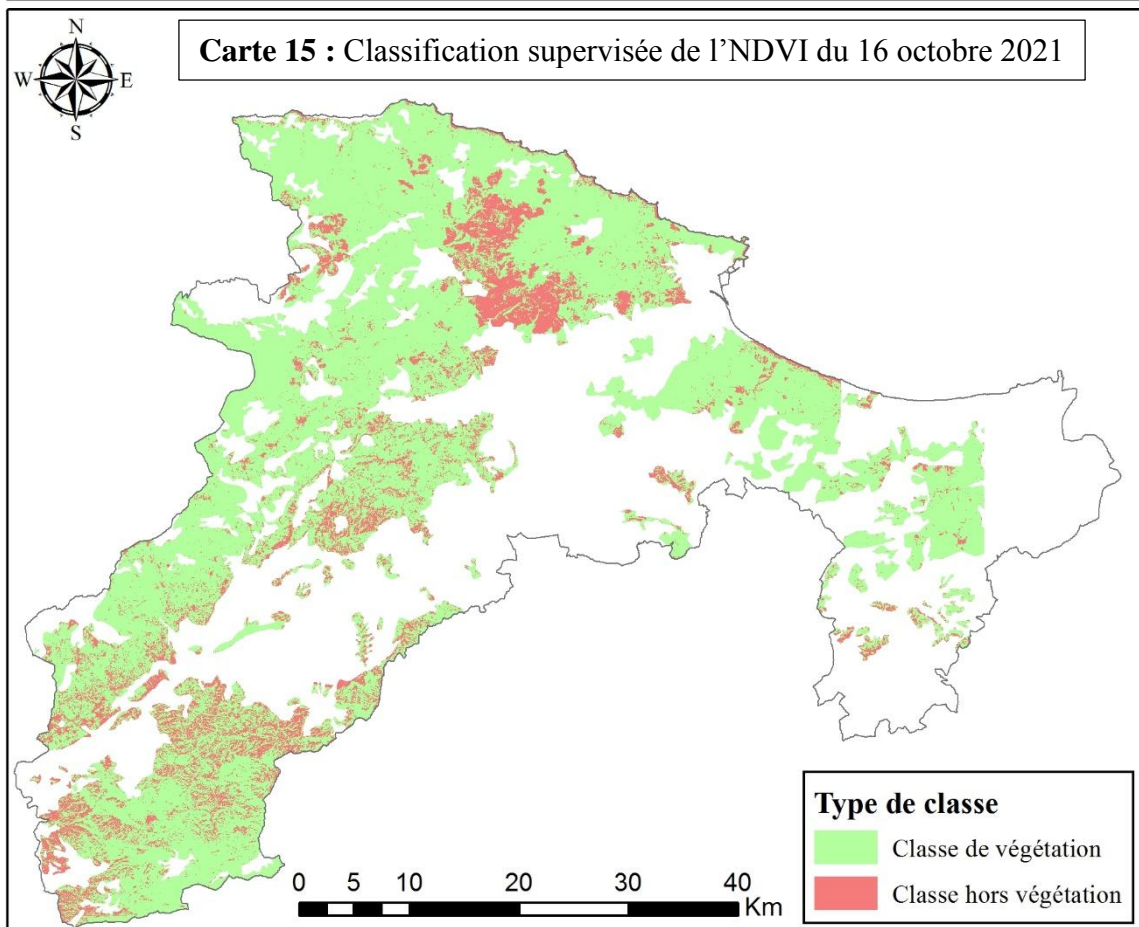 N
W E
S
Carte 15 : Classification supervisée de l’NDVI du 16 octobre 2021
Type de classe
Classe de végétation
Classe hors végétation
0 5 10 20 30 40
Km